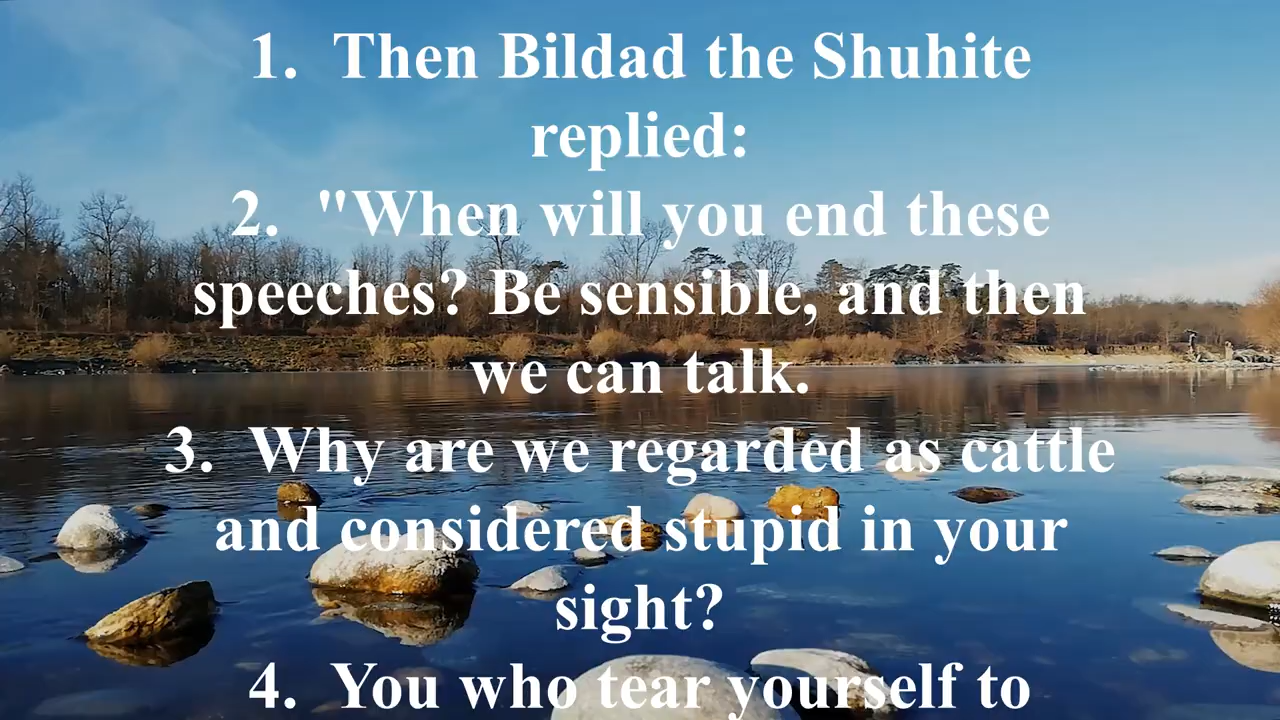 1. Then Bildad the Shuhite
replied:
2. "When will you end these
speeches? Be sensible, and then
we can talk.
3. Why are we regarded as cattle
and considered stupid in your
sight?
4. You who tear yourself to